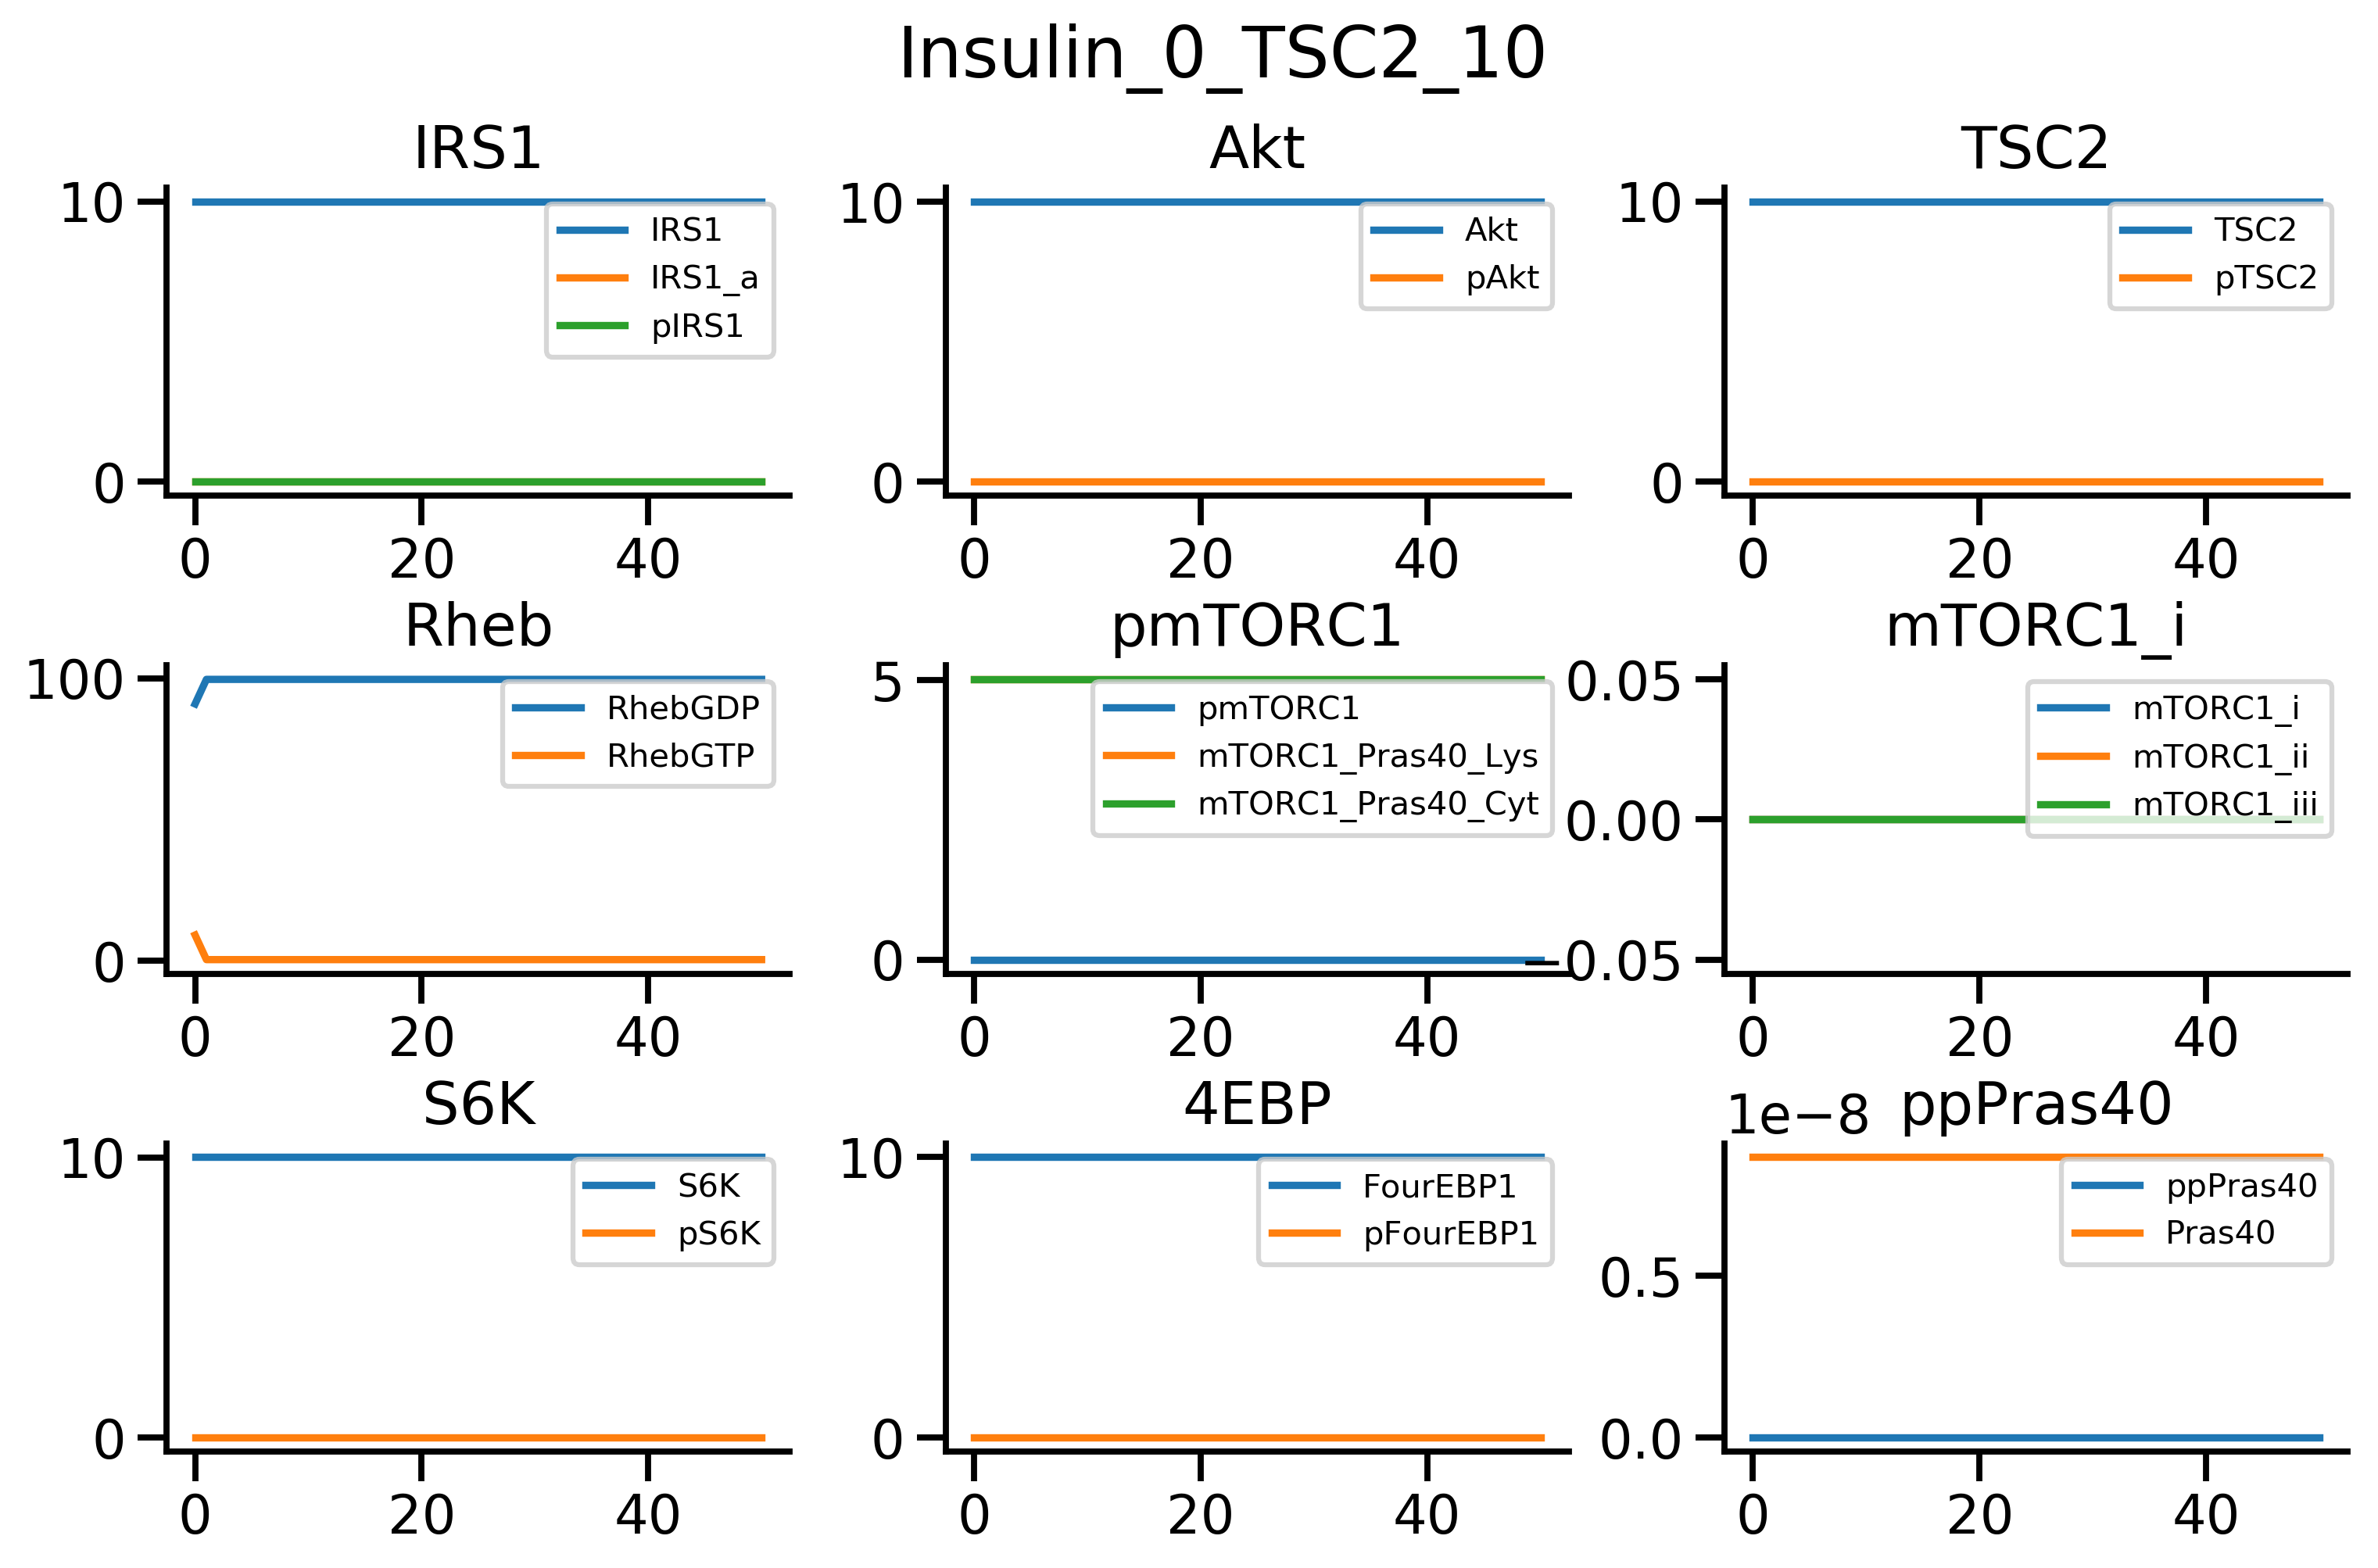 Insulin_0_TSC2_10
IRS1
10
0
0 20 40
IRS1
IRS1_a
pIRS1
Akt
10
0
0 20 40
Akt
pAkt
TSC2
10
0
0 20 40
TSC2
pTSC2
Rheb
100
0
0 20 40
RhebGDP
RhebGTP
pmTORC1
5
0
0 20 40
pmTORC1
mTORC1_Pras40_Lys
mTORC1_Pras40_Cyt
mTORC1_i
0.05
0.00
−0.05
0 20 40
mTORC1_i
mTORC1_ii
mTORC1_iii
S6K
10
0
0 20 40
S6K
pS6K
4EBP
10
0
0 20 40
FourEBP1
pFourEBP1
1e−8 ppPras40
0.5
0.0
0 20 40
ppPras40
Pras40